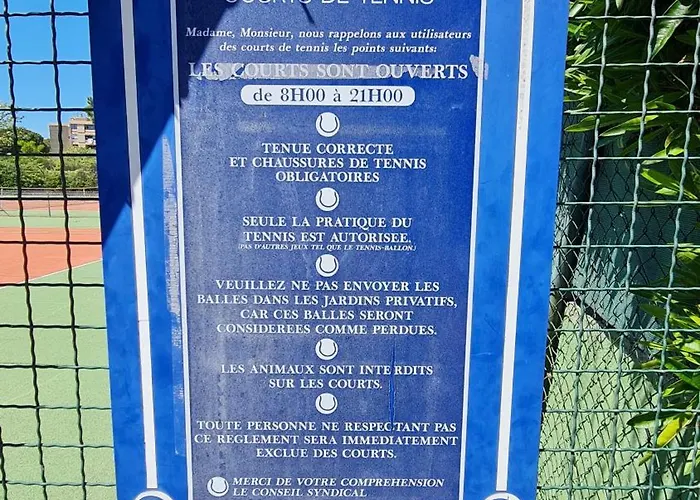 COURTS DE TENNIS
Madame, Monsieur, nous rappelons aux utilisateurs
des courts de tennis les points suivants:
LES COURTS SONT OUVERTS
de 8H00 à 21H00
TENUE CORRECTE
ET CHAUSSURES DE TENNIS
OBLIGATOIRES
SEULE LA PRATIQUE DU
TENNIS EST AUTORISEE.
(PAS D'AUTRES JEUX TEL QUE LE TENNIS-BALLON.)
VEUILLEZ NE PAS ENVOYER LES
BALLES DANS LES JARDINS PRIVATIFS,
CAR CES BALLES SERONT
CONSIDEREES COMME PERDUES.
LES ANIMAUX SONT INTERDITS
SUR LES COURTS.
TOUTE PERSONNE NE RESPECTANT PAS
CE REGLEMENT SERA IMMEDIATEMENT
EXCLUE DES COURTS.
MERCI DE VOTRE COMPREHENSION
LE CONSEIL SYNDICAL